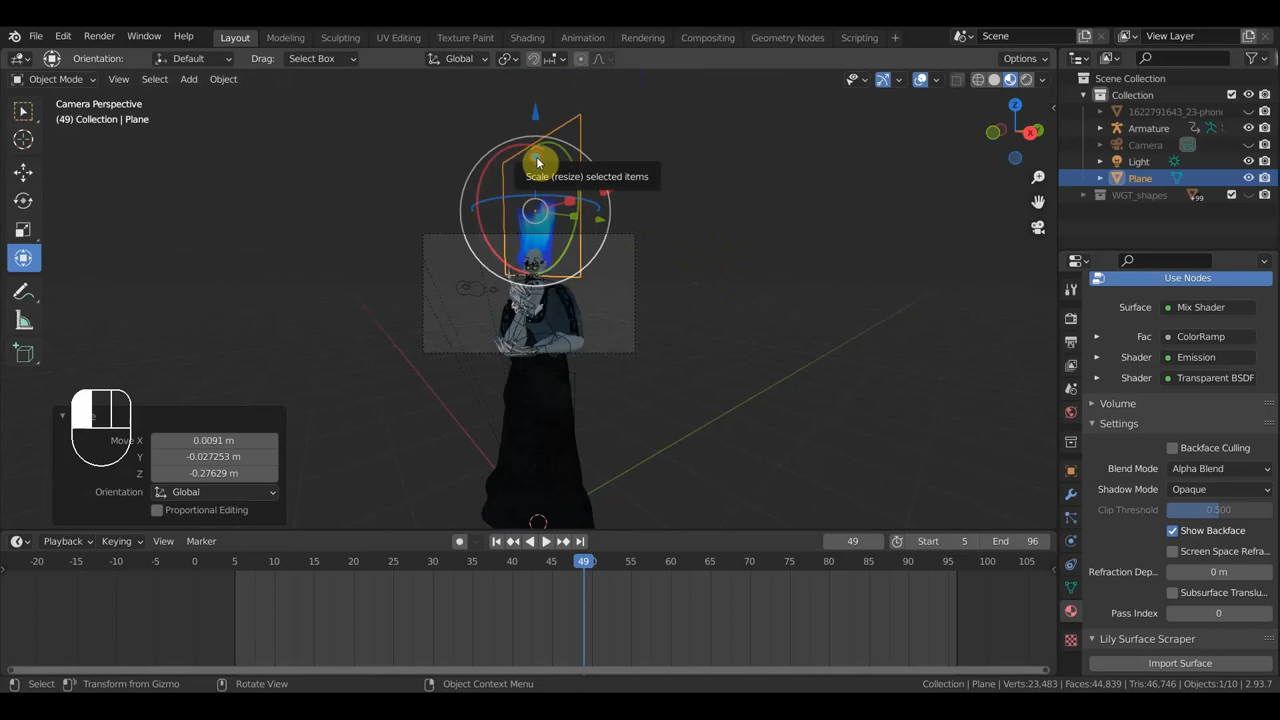 File Edit Render Window Help Layout Modeling Sculpting UV Editing Texture Paint Shading Animation Rendering Compositing Geometry Nodes Scripting + Scene View Layer
Orientation: Default Drag: Select Box Global Options
Object Mode View Select Add Object
Scene Collection
Camera Perspective
(49) Collection | Plane
Collection
1622791643_23-phon
Armature
Camera
Light
Plane
WGT_shapes +99
Z
X
Y
Scale (resize) selected items
Use Nodes
Surface Mix Shader
Fac ColorRamp
Shader Emission
Shader Transparent BSDF
Volume
Settings
Backface Culling
Blend Mode Alpha Blend
Shadow Mode Opaque
Clip Threshold 0.500
Show Backface
Screen Space Refra...
Refraction Dep... 0 m
Subsurface Translu...
Pass Index 0
Lily Surface Scraper
Import Surface
Move X 0.0091 m
Y -0.027253 m
Z -0.27629 m
Orientation Global
Proportional Editing
Playback Keying View Marker 49 Start 5 End 96
-20 -15 -10 -5 0 5 10 15 20 25 30 35 40 45 49 55 60 65 70 75 80 85 90 95 100 105
Select Transform from Gizmo Rotate View Object Context Menu Collection | Plane Verts:23,483 | Faces:44,839 | Tris:46,746 | Objects:1/10 | 2.93.7